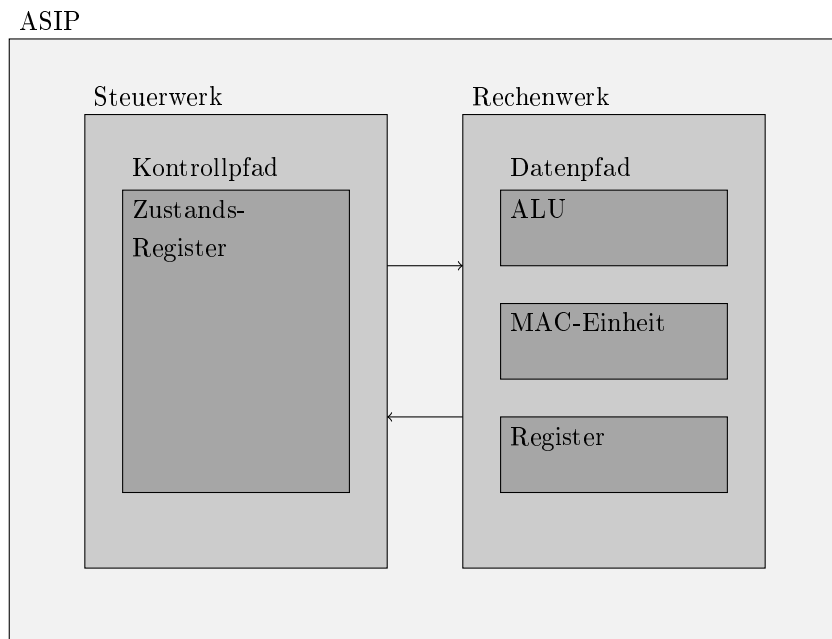 ASIP
Steuerwerk
Kontrollpfad
Zustands-
Register
Rechenwerk
Datenpfad
ALU
MAC-Einheit
Register